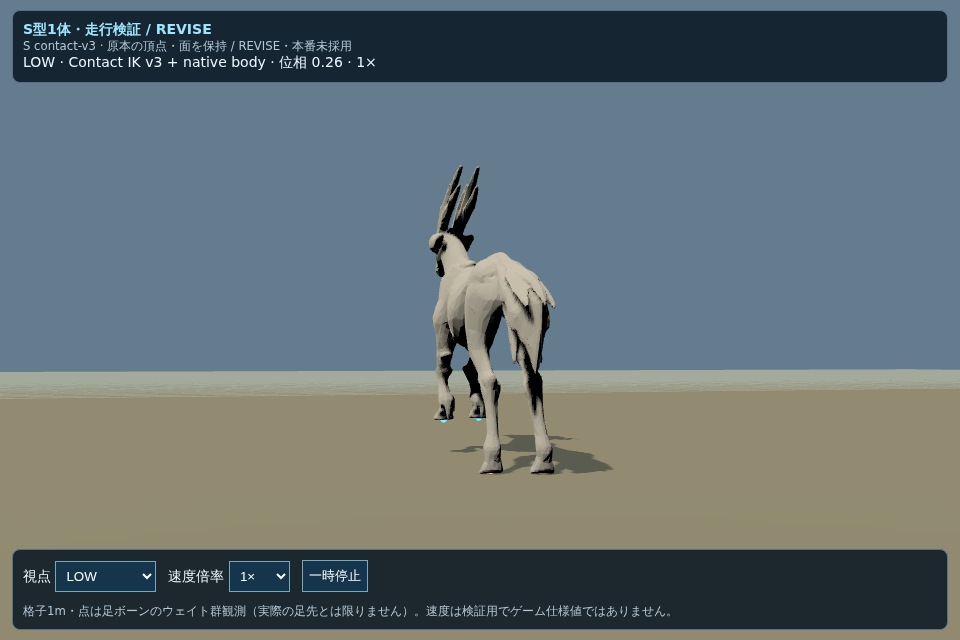 S型1体・走行検証 / REVISE
S contact-v3 · 原本の頂点・面を保持 / REVISE・本番未採用
LOW · Contact IK v3 + native body · 位相 0.26 · 1×
視点 LOW 速度倍率 1× 一時停止
格子1m・点は足ボーンのウェイト群観測（実際の足先とは限りません）。速度は検証用でゲーム仕様値ではありません。